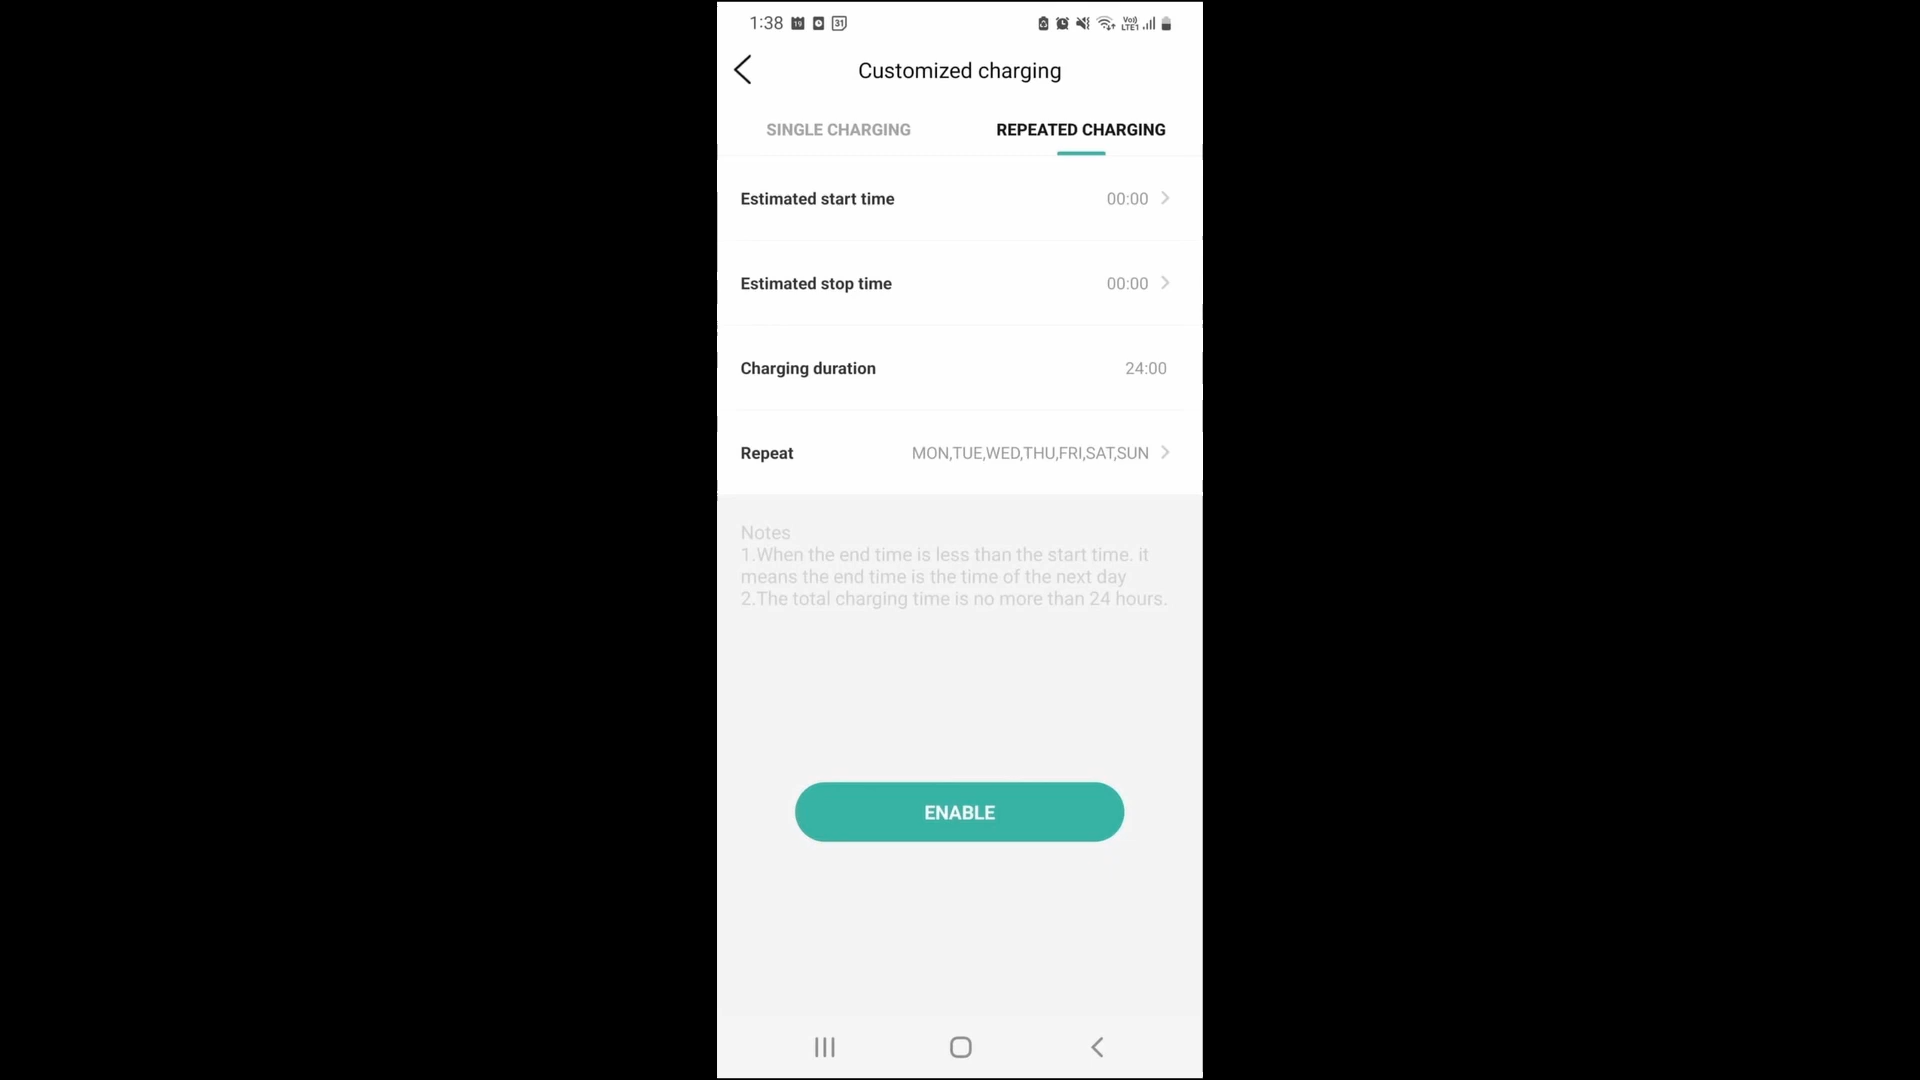 1:38
Customized charging
SINGLE CHARGING
REPEATED CHARGING
Estimated start time 00:00
Estimated stop time 00:00
Charging duration 24:00
Repeat MON,TUE,WED,THU,FRI,SAT,SUN
Notes
1.When the end time is less than the start time. it
means the end time is the time of the next day
2.The total charging time is no more than 24 hours.
ENABLE